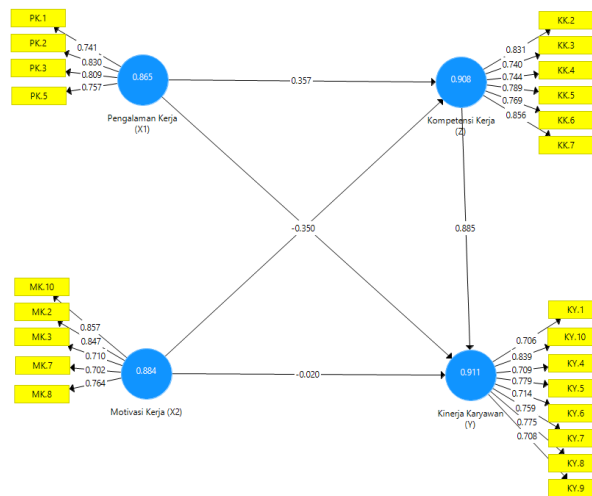 PK.1
PK.2
PK.3
PK.5
0.741
0.830
0.809
0.757
0.865
Pengalaman Kerja
(X1)
0.357
0.908
Kompetensi Kerja
(Z)
0.831
0.740
0.744
0.789
0.769
0.856
KK.2
KK.3
KK.4
KK.5
KK.6
KK.7
-0.350
0.885
MK.10
MK.2
MK.3
MK.7
MK.8
0.857
0.847
0.710
0.702
0.764
0.884
Motivasi Kerja (X2)
-0.020
0.911
Kinerja Karyawan
(Y)
0.706
0.839
0.709
0.779
0.714
0.759
0.775
0.708
KY.1
KY.10
KY.4
KY.5
KY.6
KY.7
KY.8
KY.9